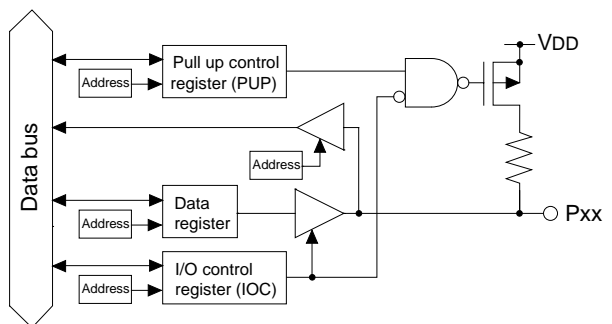 VDD
Pull up control
register (PUP)
Address
Address
Data bus
Data
register
Address
Pxx
I/O control
register (IOC)
Address